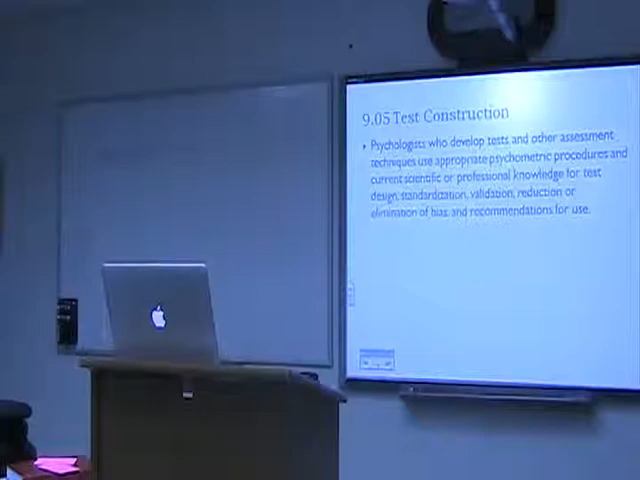 9.05 Test Construction
Psychologists who develop tests and other assessment
techniques use appropriate psychometric procedures and
current scientific or professional knowledge for test
design, standardization, validation, reduction or
elimination of bias, and recommendations for use.